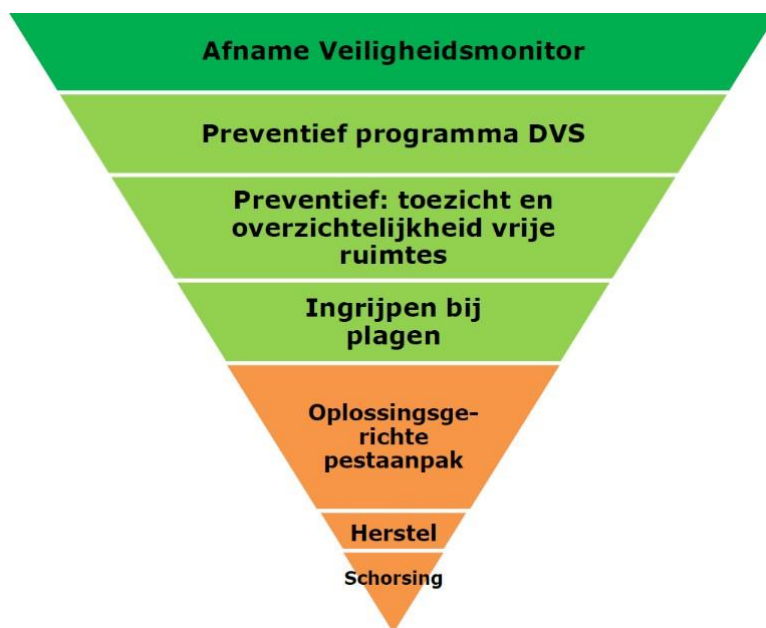 Afname Veiligheidsmonitor
Preventief programma DVS
Preventief: toezicht en
overzichtelijkheid vrije
ruimtes
Ingrijpen bij
plagen
Oplossingsge-
richte
pestaanpak
Herstel
Schorsing